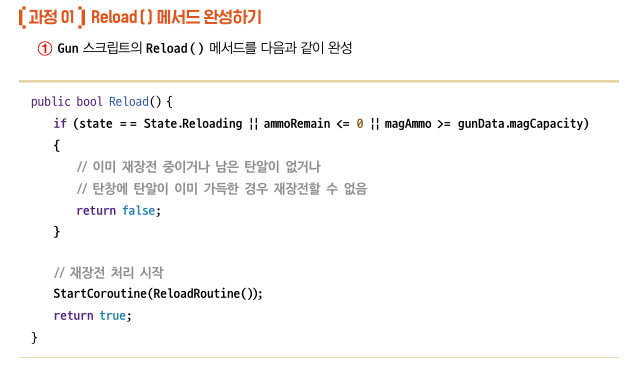 [ 과정 01 ] Reload() 메서드 완성하기
① Gun 스크립트의 Reload() 메서드를 다음과 같이 완성
public bool Reload() {
if (state == State.Reloading || ammoRemain <= 0 || magAmmo >= gunData.magCapacity)
{
// 이미 재장전 중이거나 남은 탄알이 없거나
// 탄창에 탄알이 이미 가득한 경우 재장전할 수 없음
return false;
}
// 재장전 처리 시작
StartCoroutine(ReloadRoutine());
return true;
}